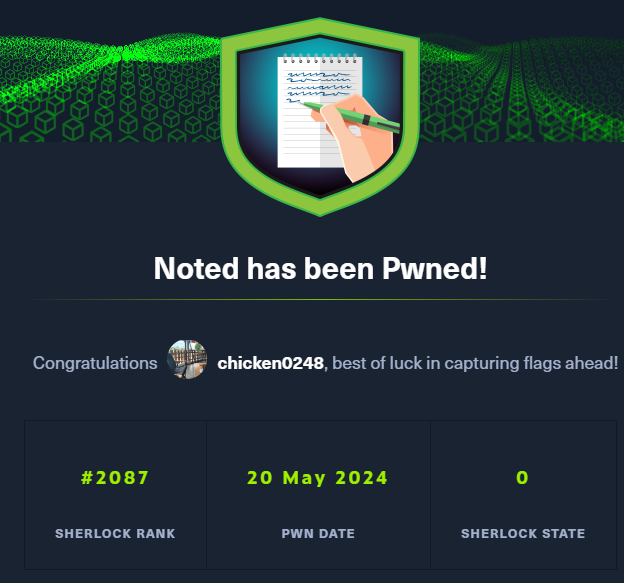 Noted has been Pwned!
Congratulations chicken0248, best of luck in capturing flags ahead!
#2087 20 May 2024 0
SHERLOCK RANK PWN DATE SHERLOCK STATE